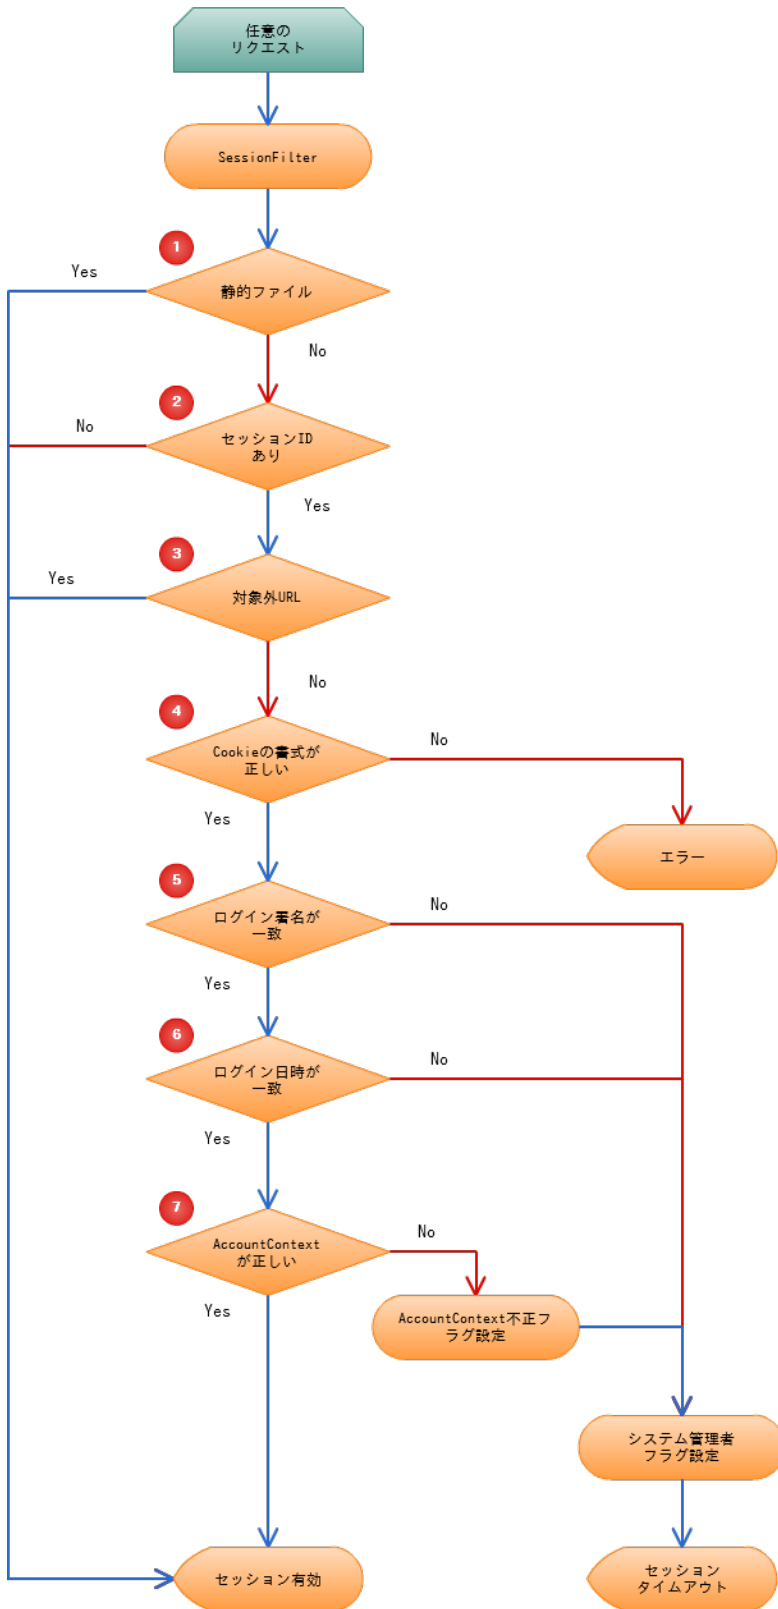 任意の
リクエスト
SessionFilter
1
Yes
静的ファイル
No
2
No
セッションID
あり
Yes
3
Yes
対象外URL
No
4
Cookieの書式が
正しい
No
Yes
エラー
5
ログイン署名が
一致
No
Yes
6
ログイン日時が
一致
No
Yes
7
AccountContext
が正しい
No
Yes
AccountContext不正フ
ラグ設定
システム管理者
フラグ設定
セッション有効
セッション
タイムアウト